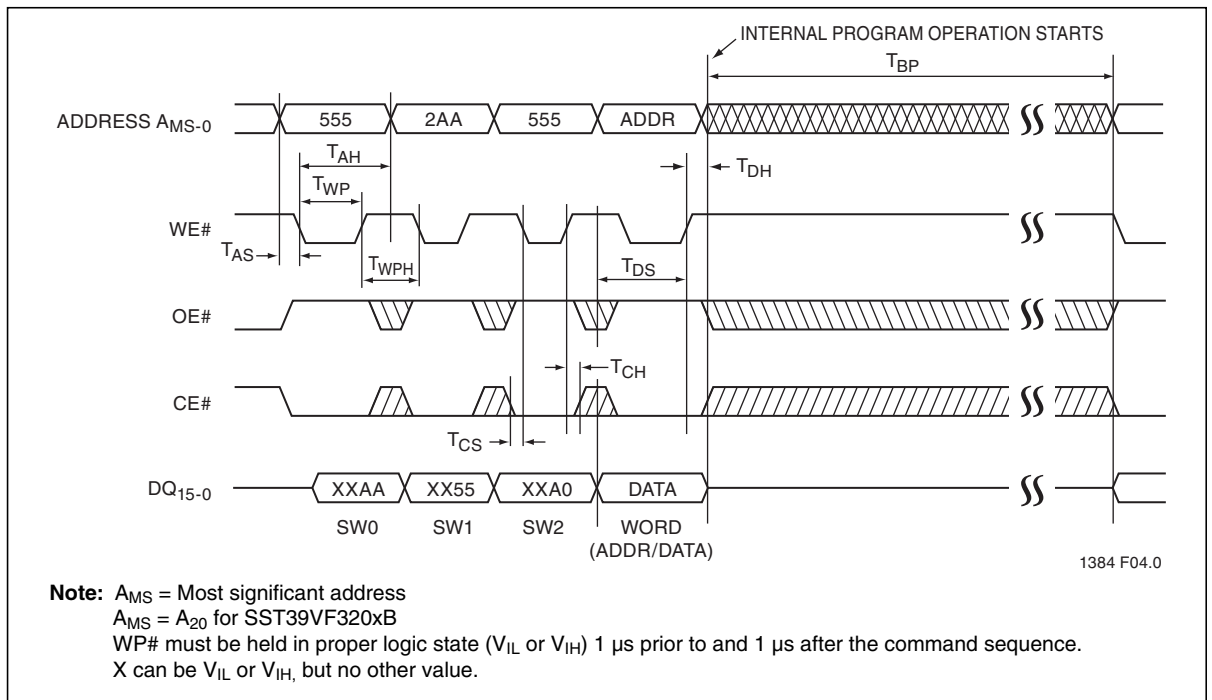 INTERNAL PROGRAM OPERATION STARTS
TBP
ADDRESS AMS-0
555
2AA
555
ADDR
TAH
TDH
TWP
WE#
TAS
TWPH
TDS
OE#
TCH
CE#
TCS
DQ15-0
XXAA
XX55
XXA0
DATA
SW0
SW1
SW2
WORD
(ADDR/DATA)
1384 F04.0
Note: AMS = Most significant address
AMS = A20 for SST39VF320xB
WP# must be held in proper logic state (VIL or VIH) 1 µs prior to and 1 µs after the command sequence.
X can be VIL or VIH, but no other value.